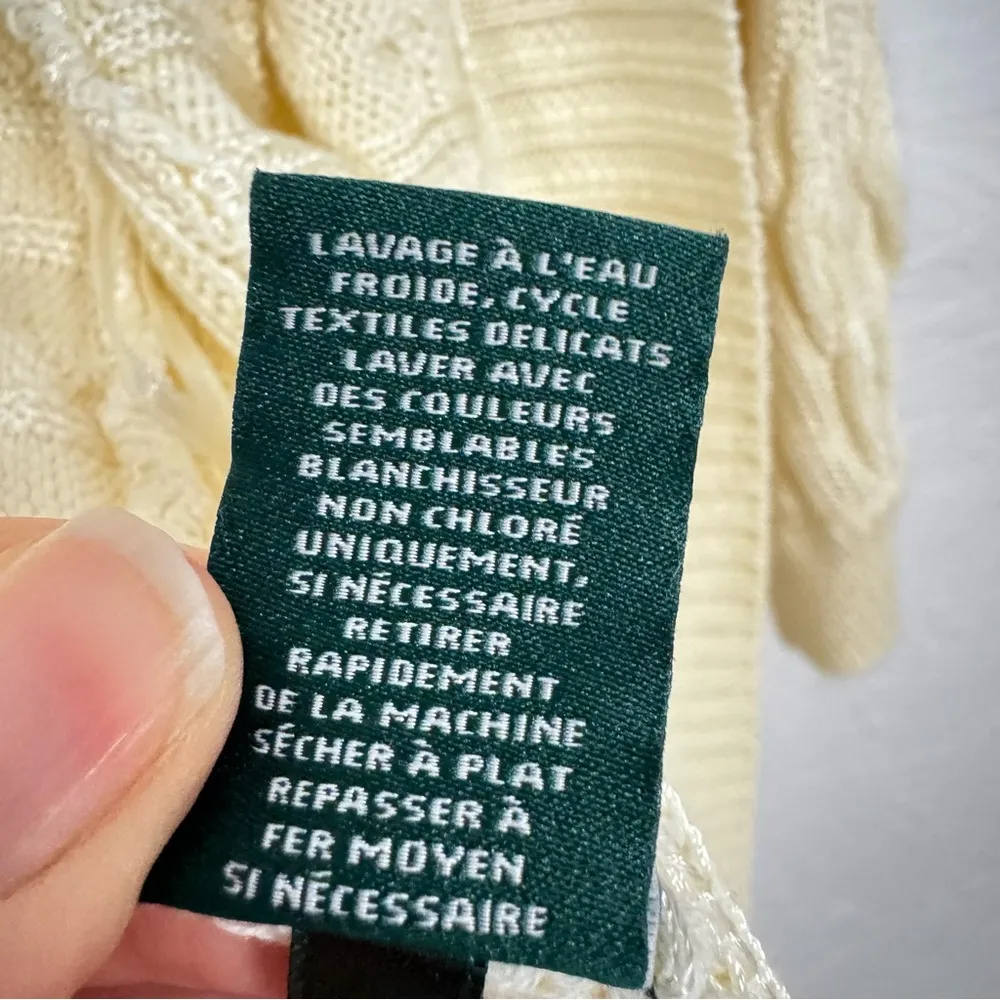 LAVAGE À L'EAU
FROIDE, CYCLE
TEXTILES DELICATS
LAVER AVEC
DES COULEURS
SEMBLABLES
BLANCHISSEUR
NON CHLORÉ
UNIQUEMENT,
SI NÉCESSAIRE
RETIRER
RAPIDEMENT
DE LA MACHINE
SÉCHER À PLAT
REPASSER À
FER MOYEN
SI NÉCESSAIRE